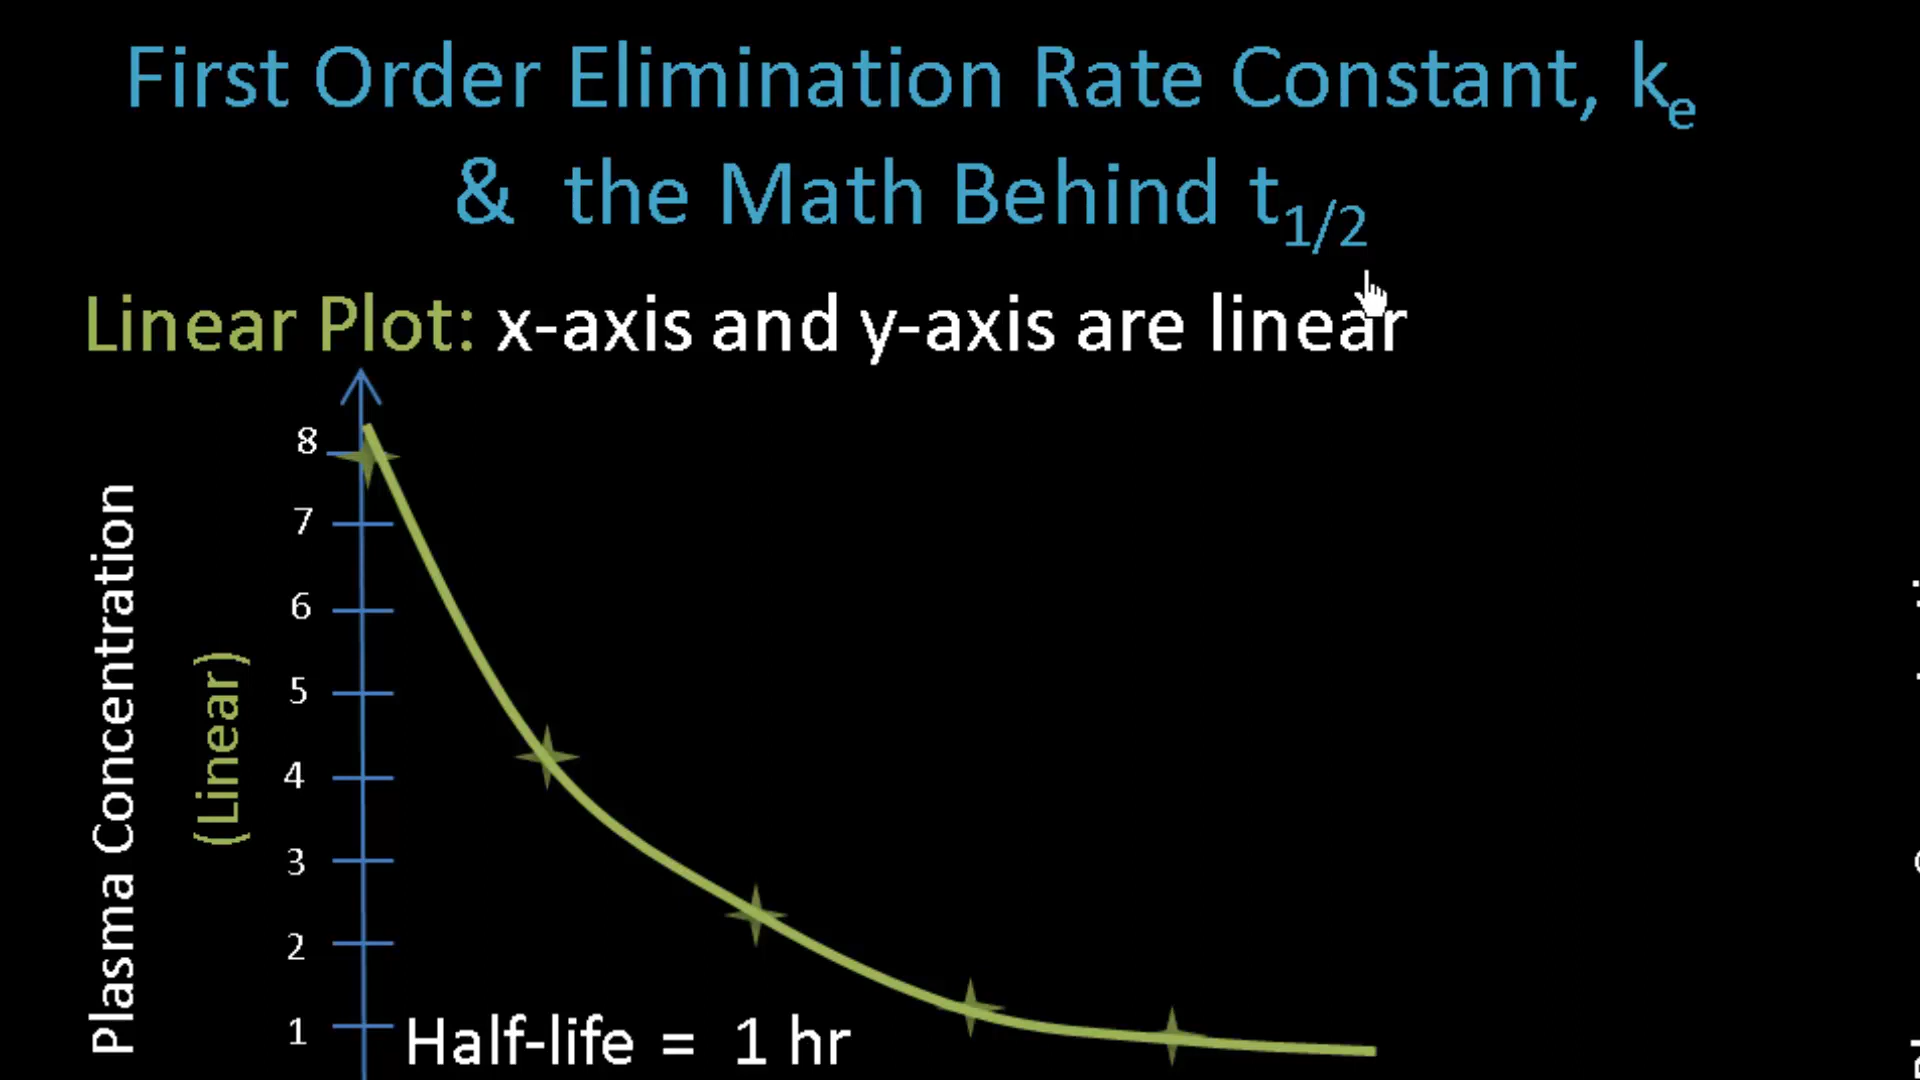 First Order Elimination Rate Constant, ke
& the Math Behind t1/2
Linear Plot: x-axis and y-axis are linear
Plasma Concentration
(Linear)
8
7
6
5
4
3
2
1
Half-life = 1 hr